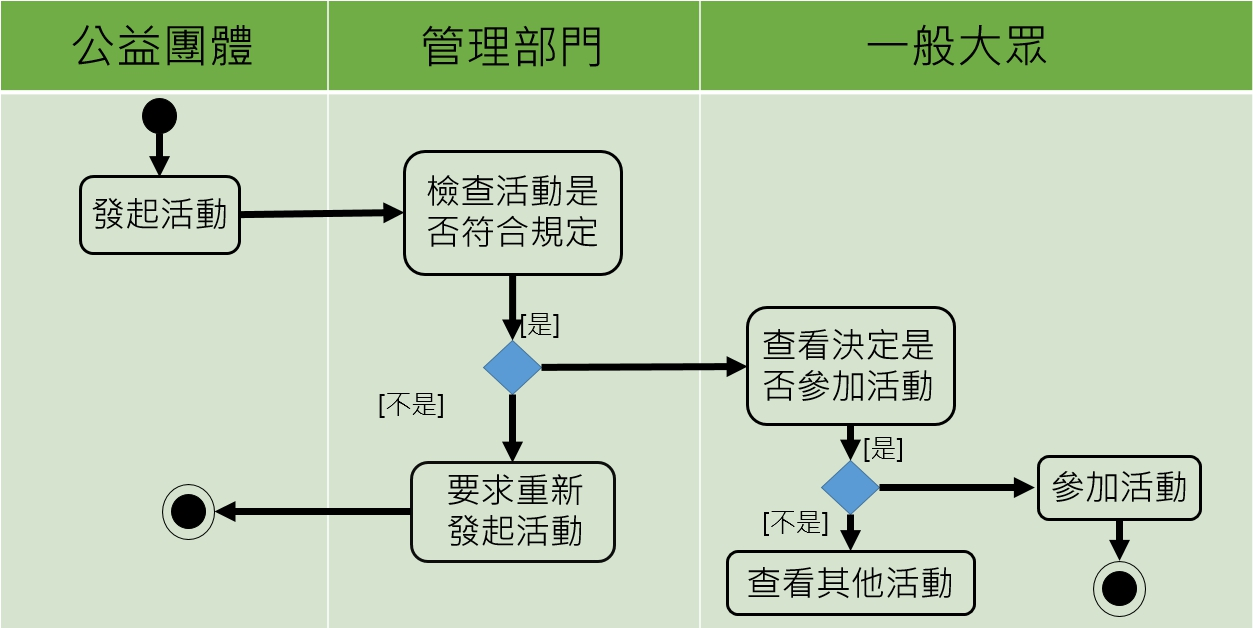 公益團體
管理部門
一般大眾
發起活動
檢查活動是
否符合規定
[是]
[不是]
要求重新
發起活動
查看決定是
否參加活動
[是]
[不是]
參加活動
查看其他活動